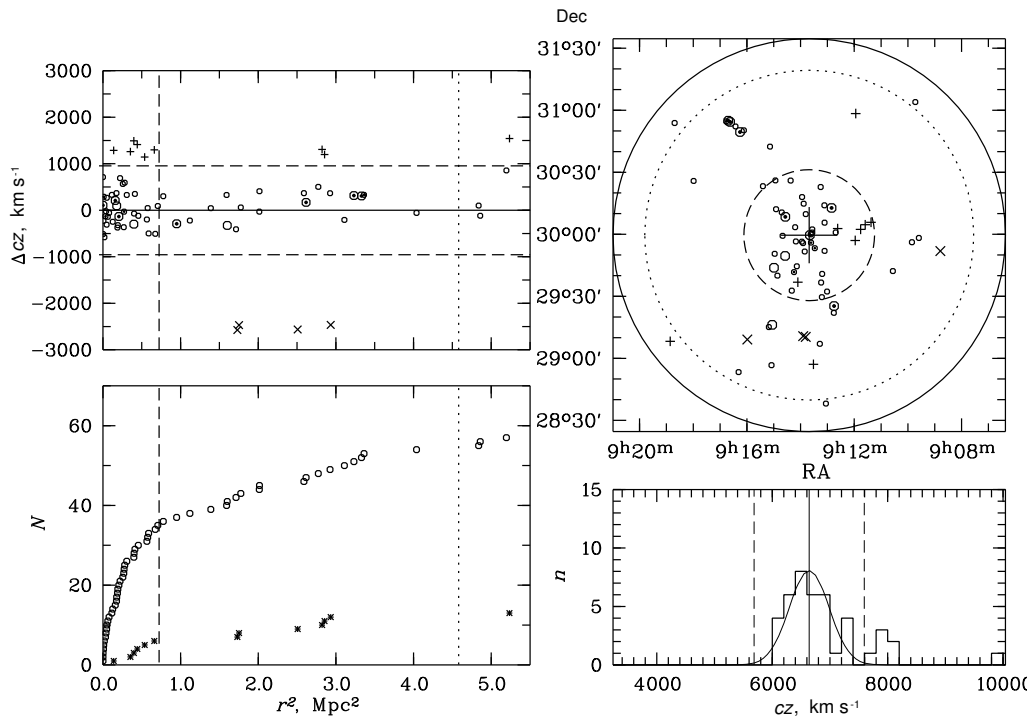 Dec
3000
2000
1000
0
−1000
−2000
−3000
Δcz, km s⁻¹
31°30′
31°00′
30°30′
30°00′
29°30′
29°00′
28°30′
9ʰ20ᵐ
9ʰ16ᵐ
9ʰ12ᵐ
9ʰ08ᵐ
RA
60
40
20
0
N
0.0
1.0
2.0
3.0
4.0
5.0
r², Mpc²
15
10
5
0
n
4000
6000
8000
10000
cz, km s⁻¹